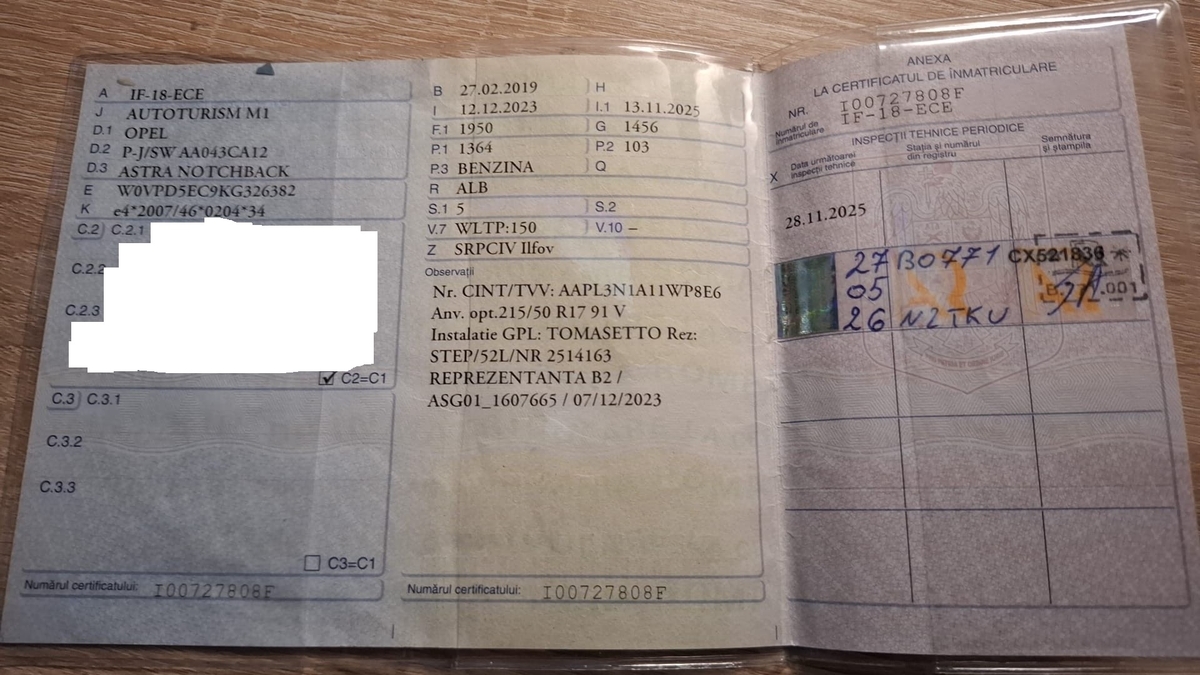 A IF-18-ECE
J AUTOTURISM M1
D.1 OPEL
D.2 P-J/SW AA043CA12
D.3 ASTRA NOTCHBACK
E W0VPD5EC9KG326382
K e4*2007/46*0204*34
C.2 C.2.1
C.2.2
C.2.3
C2=C1
C.3 C.3.1
C.3.2
C.3.3
C3=C1
Numărul certificatului: I00727808F
B 27.02.2019 H
I 12.12.2023 I.1 13.11.2025
F.1 1950 G 1456
P.1 1364 P.2 103
P.3 BENZINA Q
R ALB
S.1 5 S.2
V.7 WLTP:150 V.10 –
Z SRPCIV Ilfov
Observații
Nr. CINT/TVV: AAPL3N1A11WP8E6
Anv. opt.215/50 R17 91 V
Instalatie GPL: TOMASETTO Rez:
STEP/52L/NR 2514163
REPREZENTANTA B2 /
ASG01_1607665 / 07/12/2023
Numărul certificatului: I00727808F
ANEXA
LA CERTIFICATUL DE ÎNMATRICULARE
NR. I00727808F
Numărul de înmatriculare IF-18-ECE
INSPECȚII TEHNICE PERIODICE
X Data următoarei inspecții tehnice
Stația și numărul din registru
Semnătura și ștampila
28.11.2025
27 B0771 CX521836
05
26 N2TKU